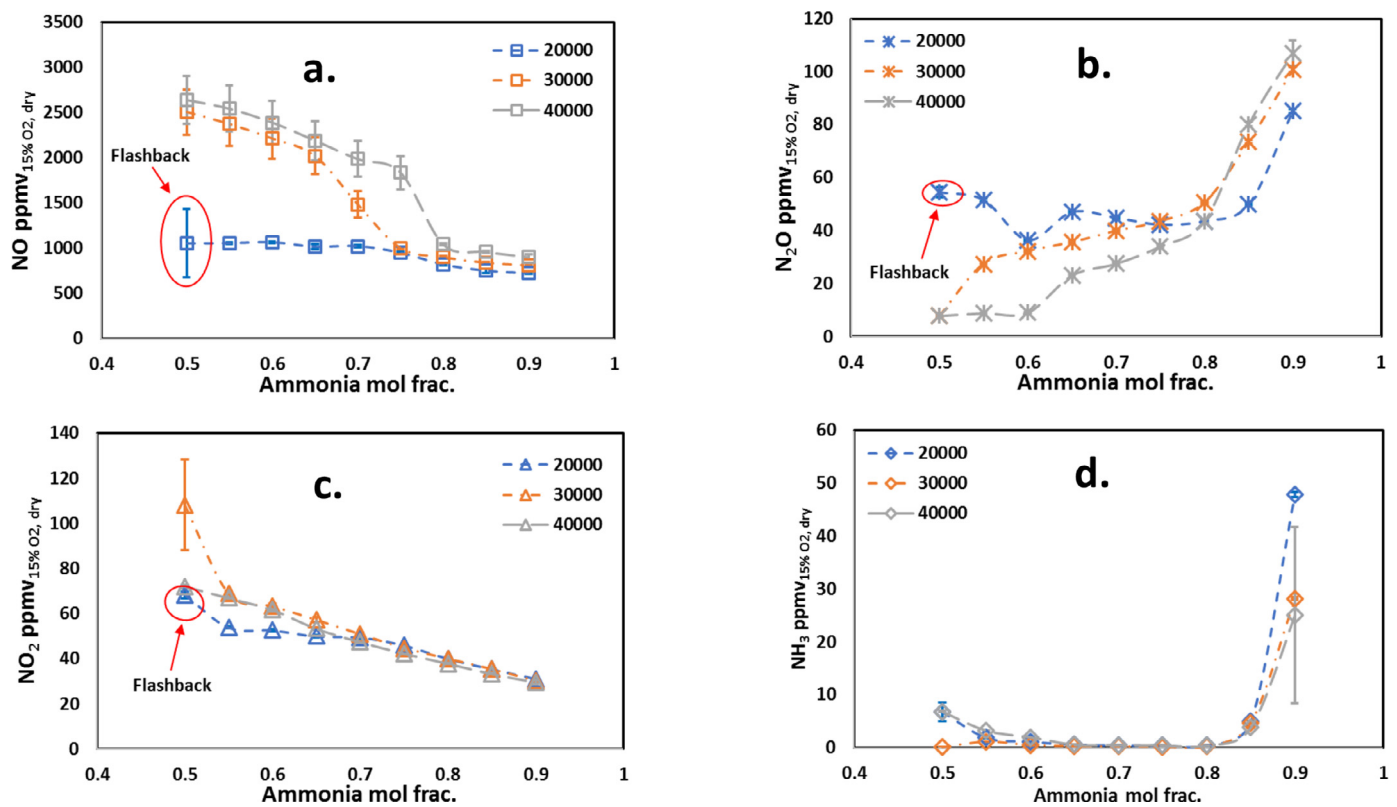 3500
3000
2500
2000
1500
1000
500
0
NO ppmv15% O2, dry
a.
20000
30000
40000
Flashback
0.4 0.5 0.6 0.7 0.8 0.9 1
Ammonia mol frac.
120
100
80
60
40
20
0
N2O ppmv15% O2, dry
b.
20000
30000
40000
Flashback
0.4 0.5 0.6 0.7 0.8 0.9 1
Ammonia mol frac.
140
120
100
80
60
40
20
0
NO2 ppmv15% O2, dry
c.
20000
30000
40000
Flashback
0.4 0.5 0.6 0.7 0.8 0.9 1
Ammonia mol frac.
60
50
40
30
20
10
0
NH3 ppmv15% O2, dry
d.
20000
30000
40000
0.4 0.5 0.6 0.7 0.8 0.9 1
Ammonia mol frac.